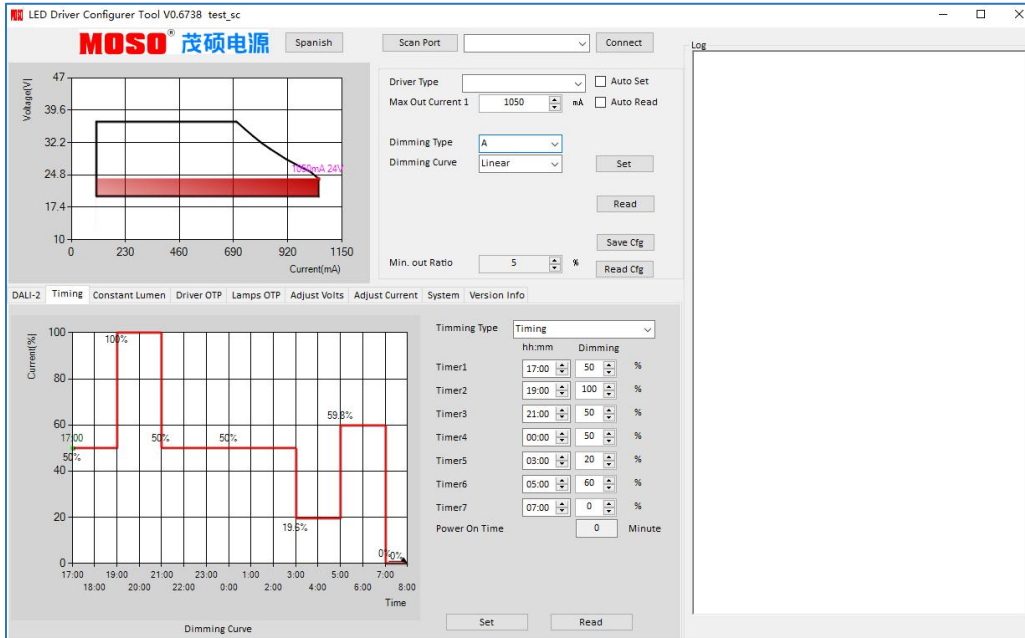 LED Driver Configurer Tool V0.6738 test_sc
MOSO® 茂硕电源
Spanish
Scan Port
Connect
Log
Voltage[V]
47
39.6
32.2
24.8
17.4
10
1050mA 24V
0 230 460 690 920 1150
Current(mA)
Driver Type
Auto Set
Max Out Current 1 1050 mA
Auto Read
Dimming Type A
Dimming Curve Linear
Set
Read
Save Cfg
Min. out Ratio 5 %
Read Cfg
DALI-2 Timing Constant Lumen Driver OTP Lamps OTP Adjust Volts Adjust Current System Version Info
Current[%]
100
80
60
40
20
0
100%
17:00
50%
50%
50%
59.8%
19.6%
0%
0%
17:00 19:00 21:00 23:00 1:00 3:00 5:00 7:00
18:00 20:00 22:00 0:00 2:00 4:00 6:00 8:00
Time
Dimming Curve
Timming Type Timing
hh:mm Dimming
Timer1 17:00 50 %
Timer2 19:00 100 %
Timer3 21:00 50 %
Timer4 00:00 50 %
Timer5 03:00 20 %
Timer6 05:00 60 %
Timer7 07:00 0 %
Power On Time 0 Minute
Set
Read